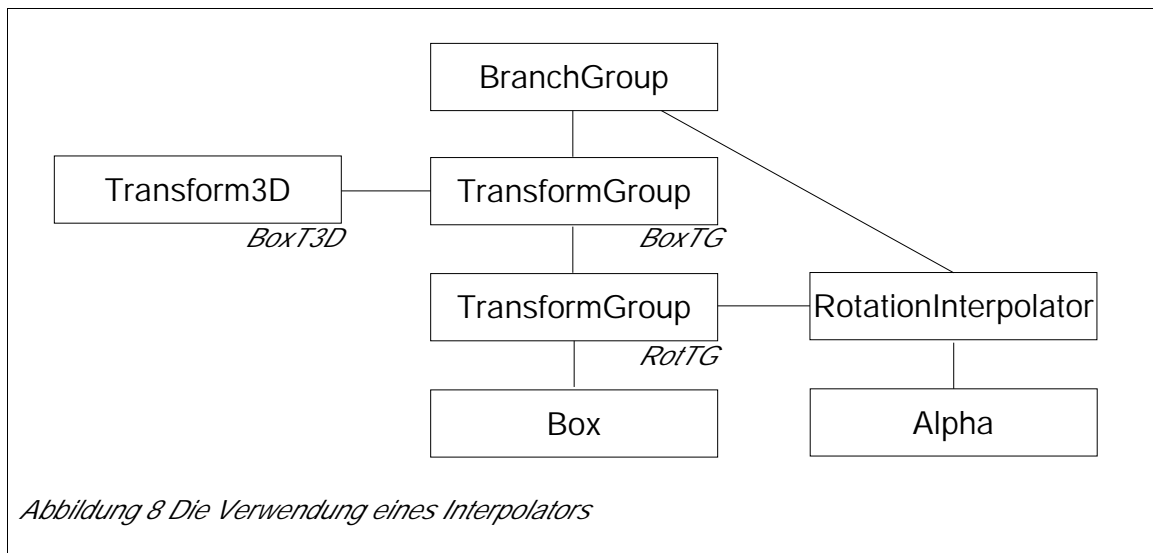 BranchGroup
Transform3D
TransformGroup
BoxT3D
BoxTG
TransformGroup
RotationInterpolator
RotTG
Box
Alpha
Abbildung 8 Die Verwendung eines Interpolators